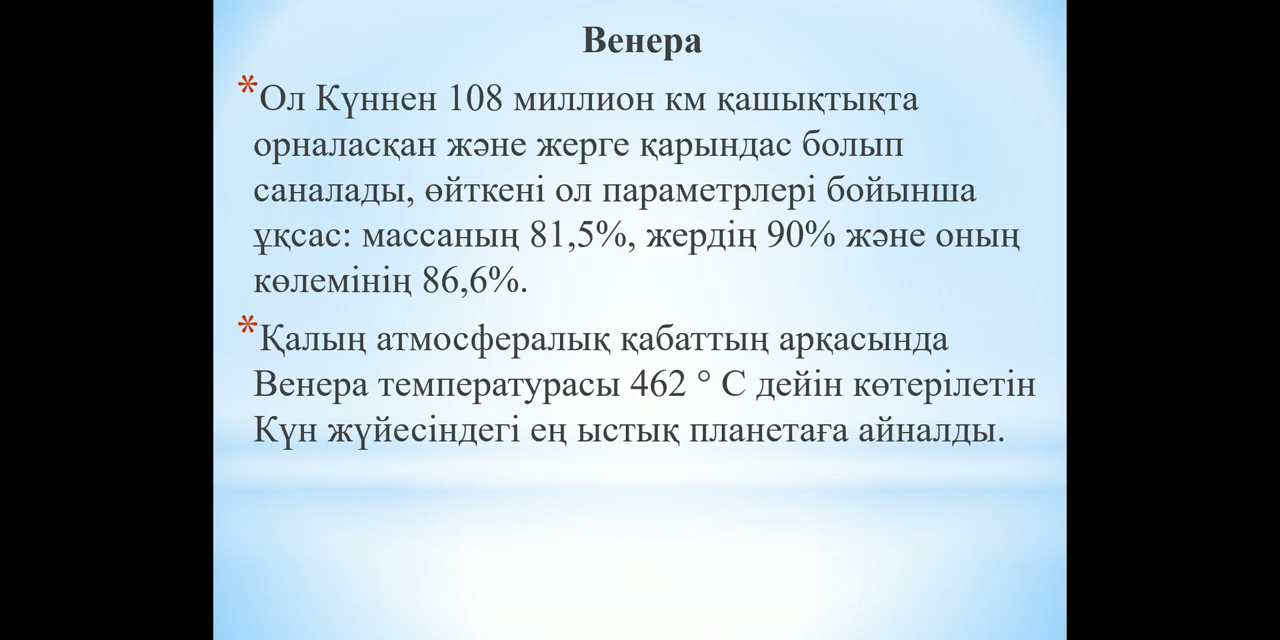 Венера
*Ол Күннен 108 миллион км қашықтықта
орналасқан және жерге қарындас болып
саналады, өйткені ол параметрлері бойынша
ұқсас: массаның 81,5%, жердің 90% және оның
көлемінің 86,6%.
*Қалың атмосфералық қабаттың арқасында
Венера температурасы 462 ° С дейін көтерілетін
Күн жүйесіндегі ең ыстық планетаға айналды.